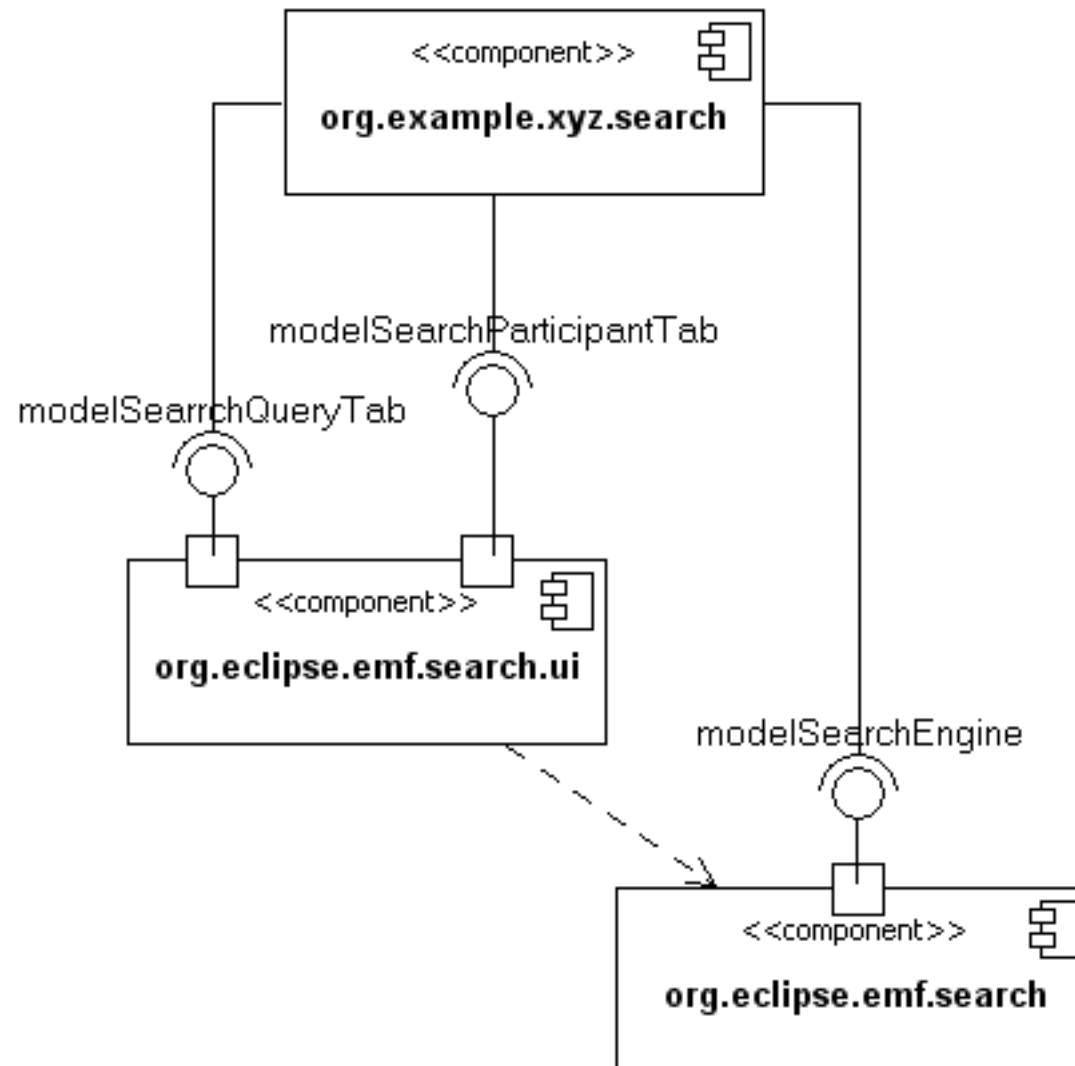 <<component>>
org.example.xyz.search
modelSearchParticipantTab
modelSearrchQueryTab
<<component>>
org.eclipse.emf.search.ui
modelSearchEngine
<<component>>
org.eclipse.emf.search